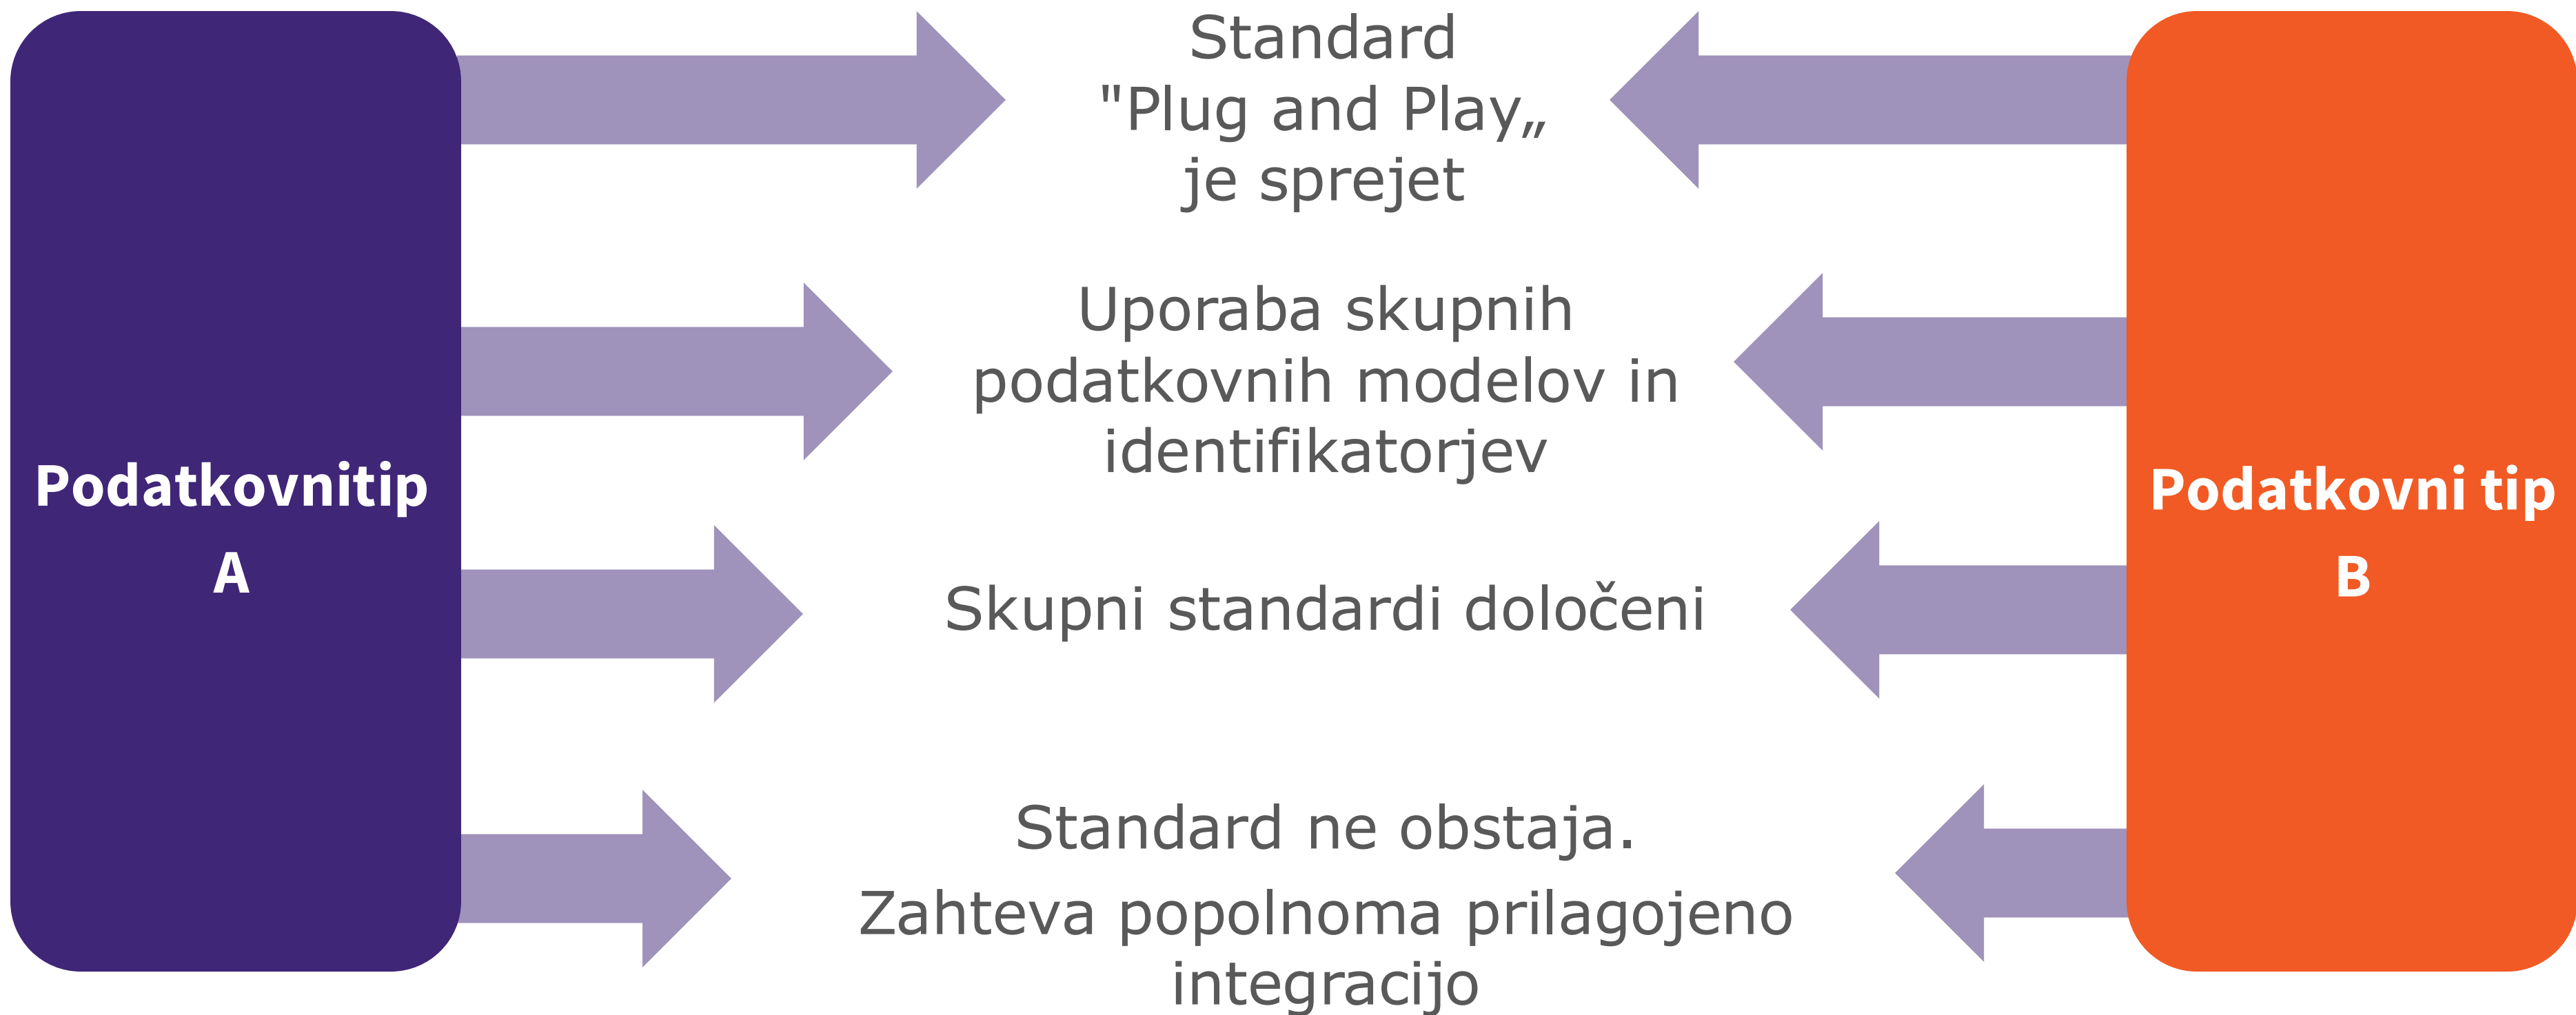 Podatkovnitip
A
Standard
"Plug and Play„
je sprejet
Uporaba skupnih
podatkovnih modelov in
identifikatorjev
Skupni standardi določeni
Standard ne obstaja.
Zahteva popolnoma prilagojeno
integracijo
Podatkovni tip
B